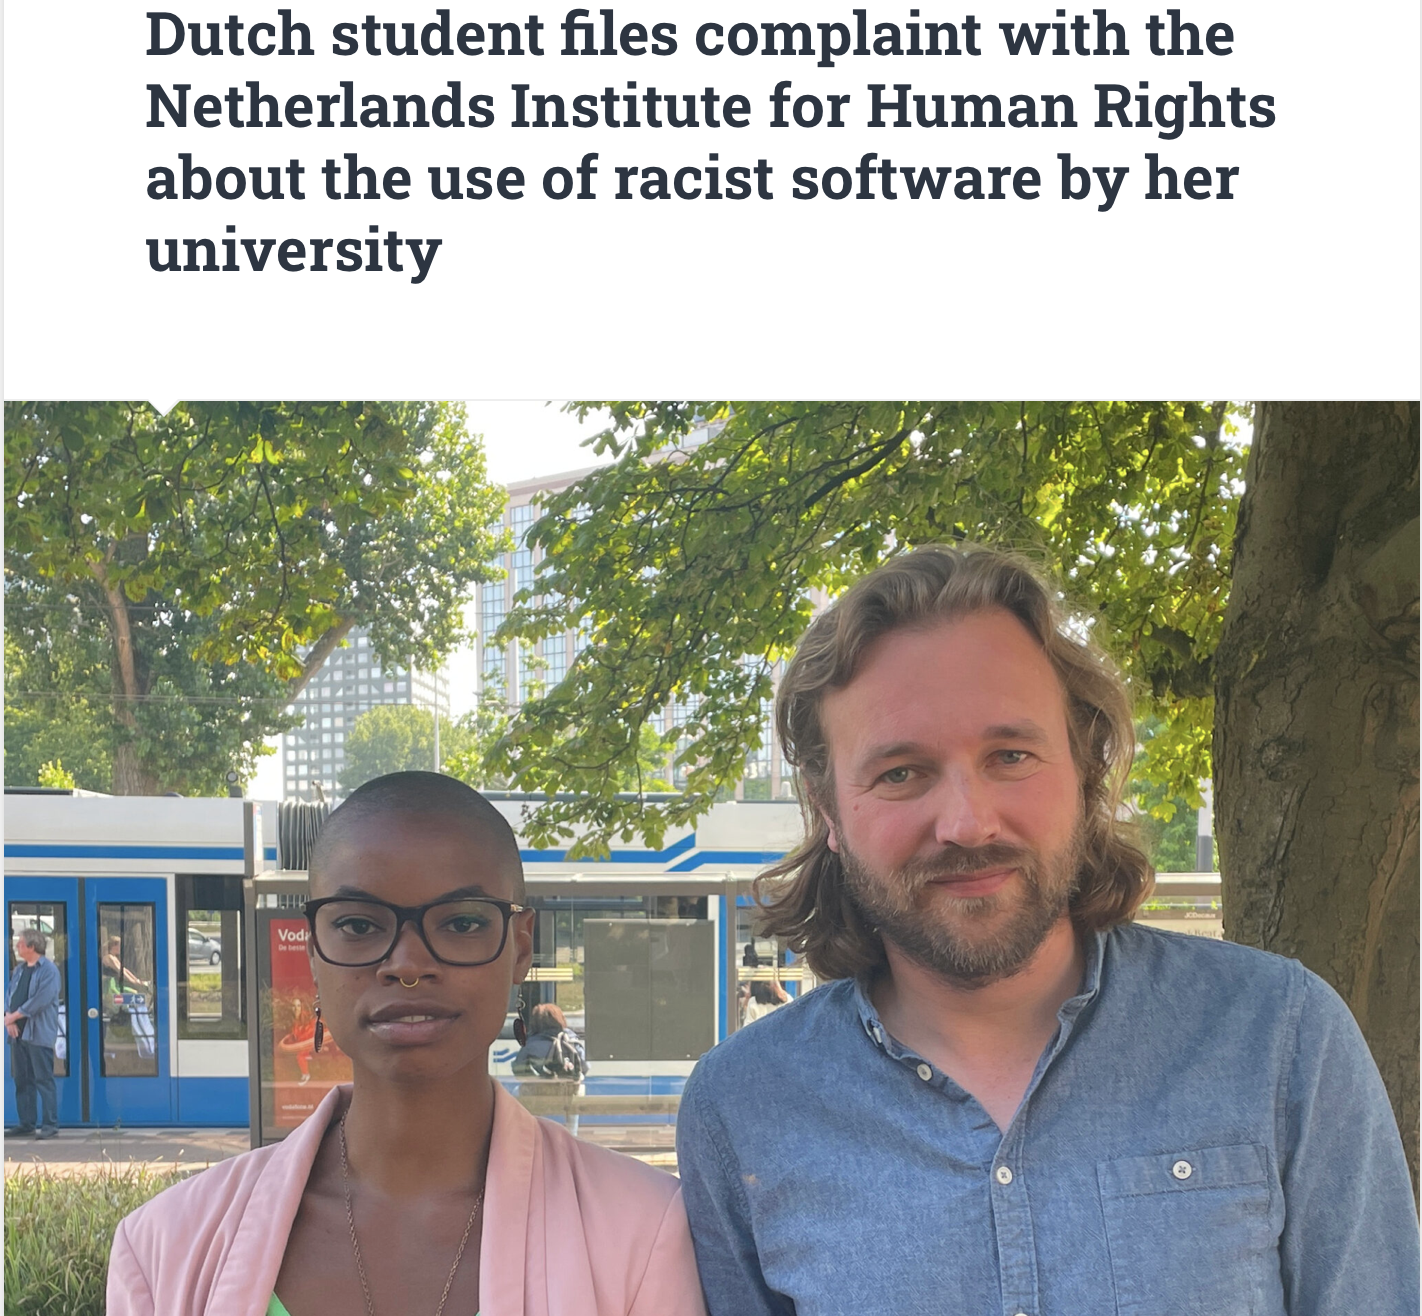 Dutch student files complaint with the
Netherlands Institute for Human Rights
about the use of racist software by her
university
JCDecaux